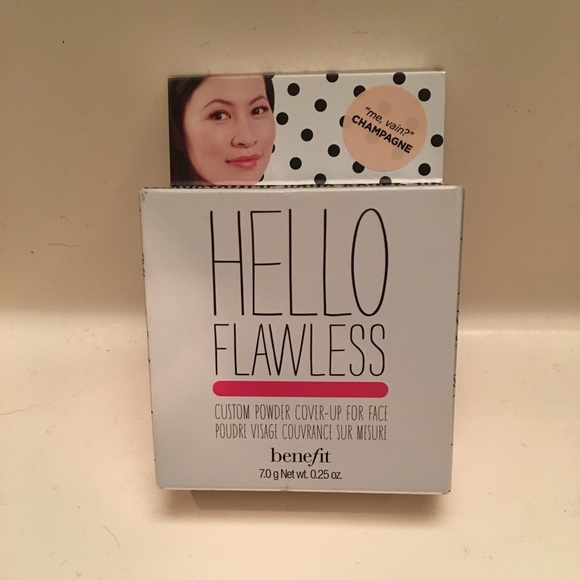 "me, vain?"
CHAMPAGNE
HELLO
FLAWLESS
CUSTOM POWDER COVER-UP FOR FACE
POUDRE VISAGE COUVRANCE SUR MESURE
benefit
7.0 g Net wt. 0.25 oz.